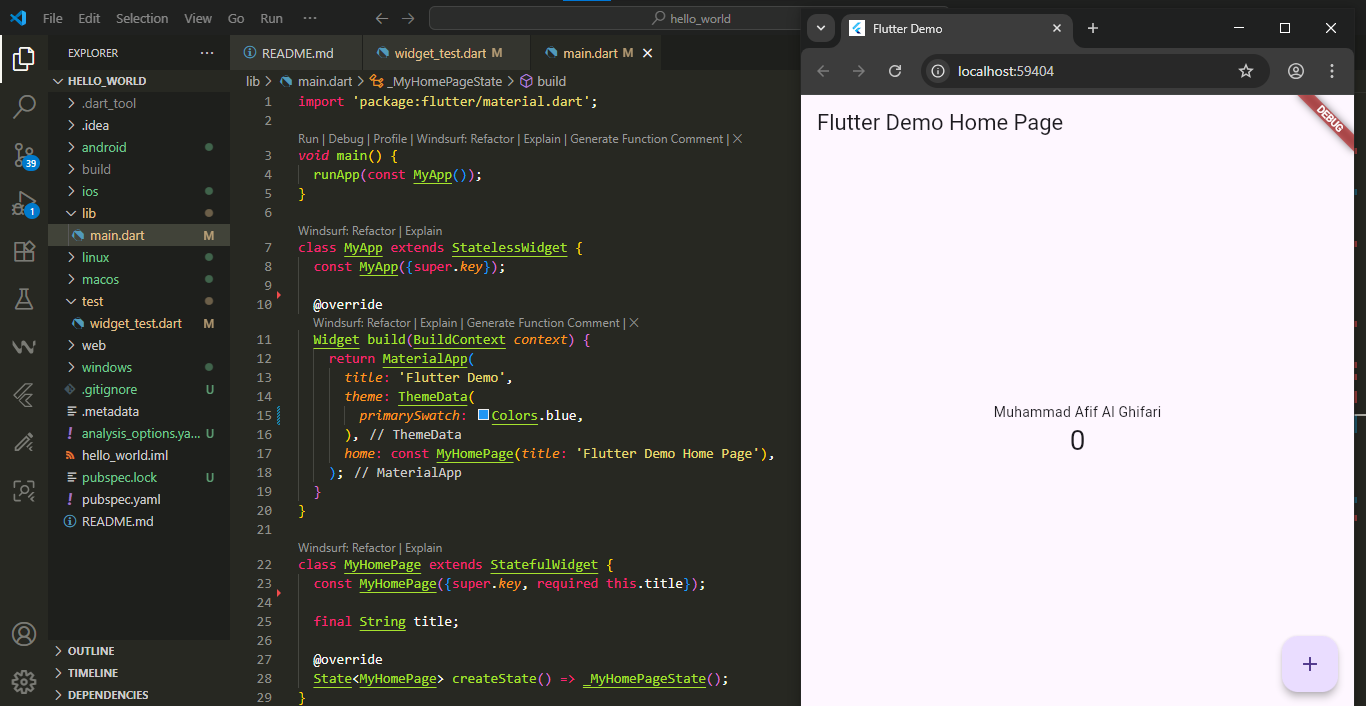 File Edit Selection View Go Run ···
hello_world
EXPLORER ···
HELLO_WORLD
.dart_tool
.idea
android
build
ios
lib
main.dart M
linux
macos
test
widget_test.dart M
web
windows
.gitignore U
.metadata
analysis_options.ya... U
hello_world.iml
pubspec.lock U
pubspec.yaml
README.md
OUTLINE
TIMELINE
DEPENDENCIES
39
1
README.md
widget_test.dart M
main.dart M
lib > main.dart > _MyHomePageState > build
1 import 'package:flutter/material.dart';
2
Run | Debug | Profile | Windsurf: Refactor | Explain | Generate Function Comment | X
3 void main() {
4 runApp(const MyApp());
5 }
6
Windsurf: Refactor | Explain
7 class MyApp extends StatelessWidget {
8 const MyApp({super.key});
9
10 @override
Windsurf: Refactor | Explain | Generate Function Comment | X
11 Widget build(BuildContext context) {
12 return MaterialApp(
13 title: 'Flutter Demo',
14 theme: ThemeData(
15 primarySwatch: Colors.blue,
16 ), // ThemeData
17 home: const MyHomePage(title: 'Flutter Demo Home Page'),
18 ); // MaterialApp
19 }
20 }
21
Windsurf: Refactor | Explain
22 class MyHomePage extends StatefulWidget {
23 const MyHomePage({super.key, required this.title});
24
25 final String title;
26
27 @override
28 State<MyHomePage> createState() => _MyHomePageState();
29 }
Flutter Demo
localhost:59404
Flutter Demo Home Page
DEBUG
Muhammad Afif Al Ghifari
0
+